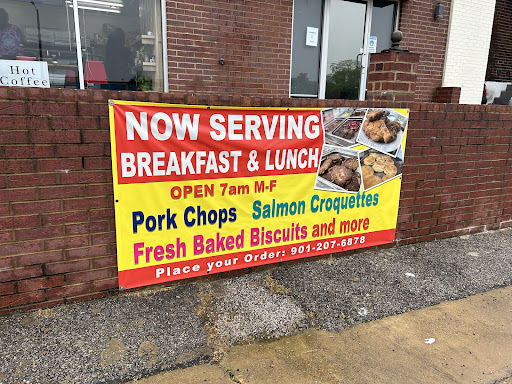 Hot
Coffee
NOW SERVING
BREAKFAST & LUNCH
OPEN 7am M-F
Pork Chops Salmon Croquettes
Fresh Baked Biscuits and more
Place your Order: 901-207-6878